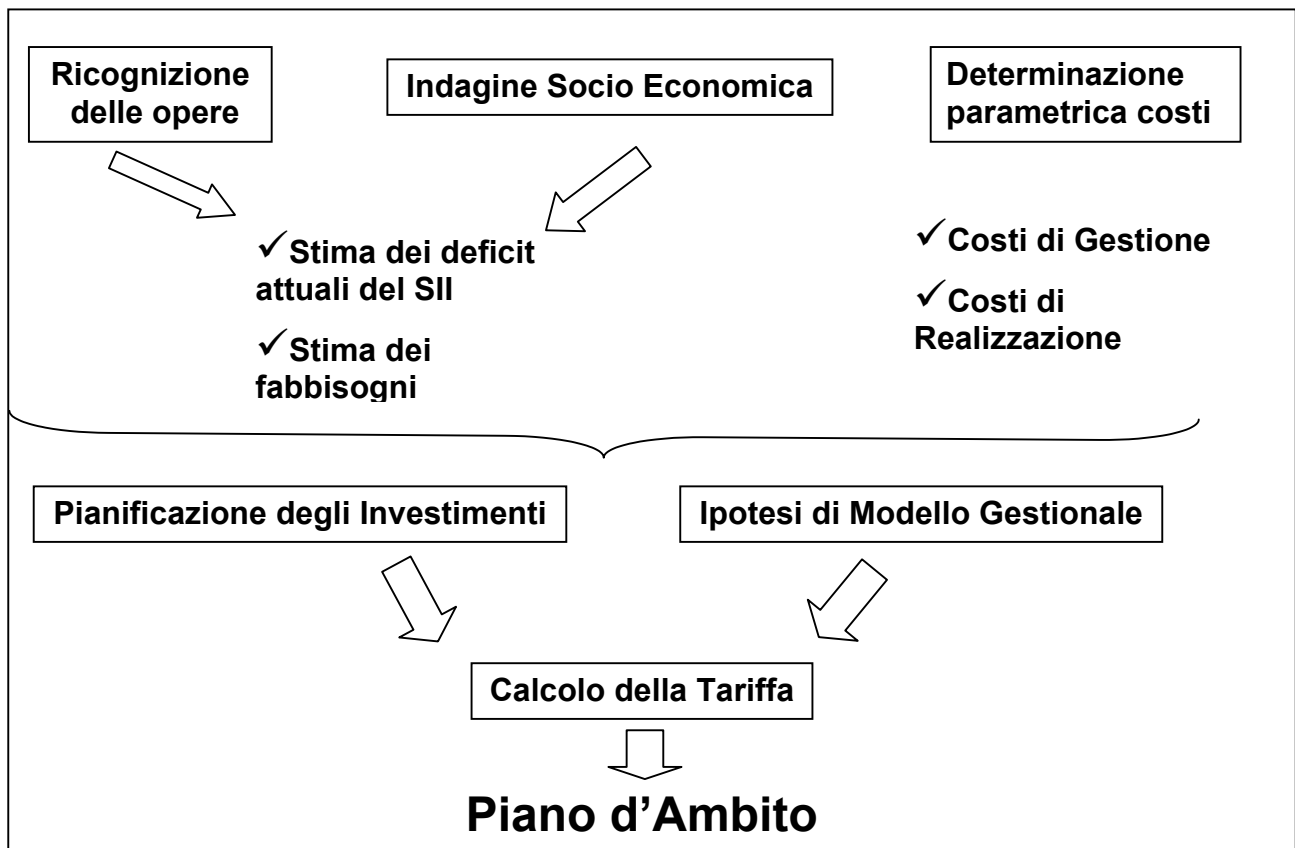 Ricognizione
delle opere
Indagine Socio Economica
Determinazione
parametrica costi
✓Stima dei deficit
attuali del SII
✓Stima dei
fabbisogni
✓Costi di Gestione
✓Costi di
Realizzazione
Pianificazione degli Investimenti
Ipotesi di Modello Gestionale
Calcolo della Tariffa
Piano d’Ambito